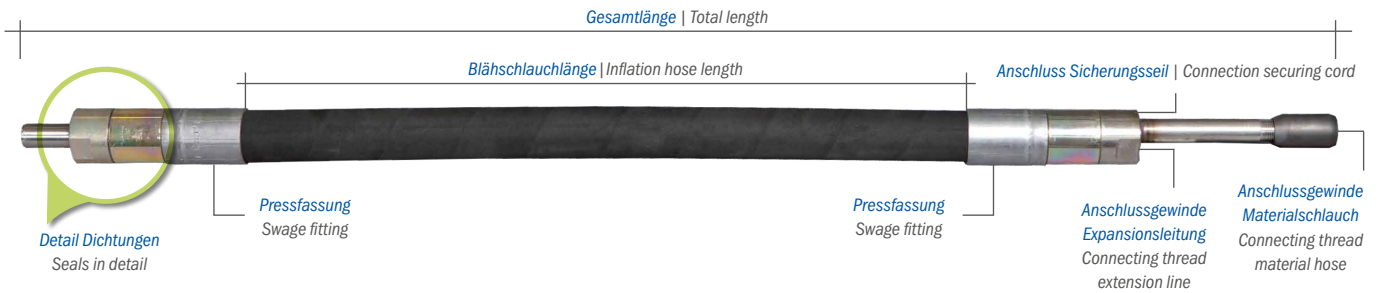 Gesamtlänge | Total length
Blähschlauchlänge | Inflation hose length
Anschluss Sicherungsseil | Connection securing cord
Pressfassung
Swage fitting
Pressfassung
Swage fitting
Detail Dichtungen
Seals in detail
Anschlussgewinde
Expansionsleitung
Connecting thread
extension line
Anschlussgewinde
Materialschlauch
Connecting thread
material hose